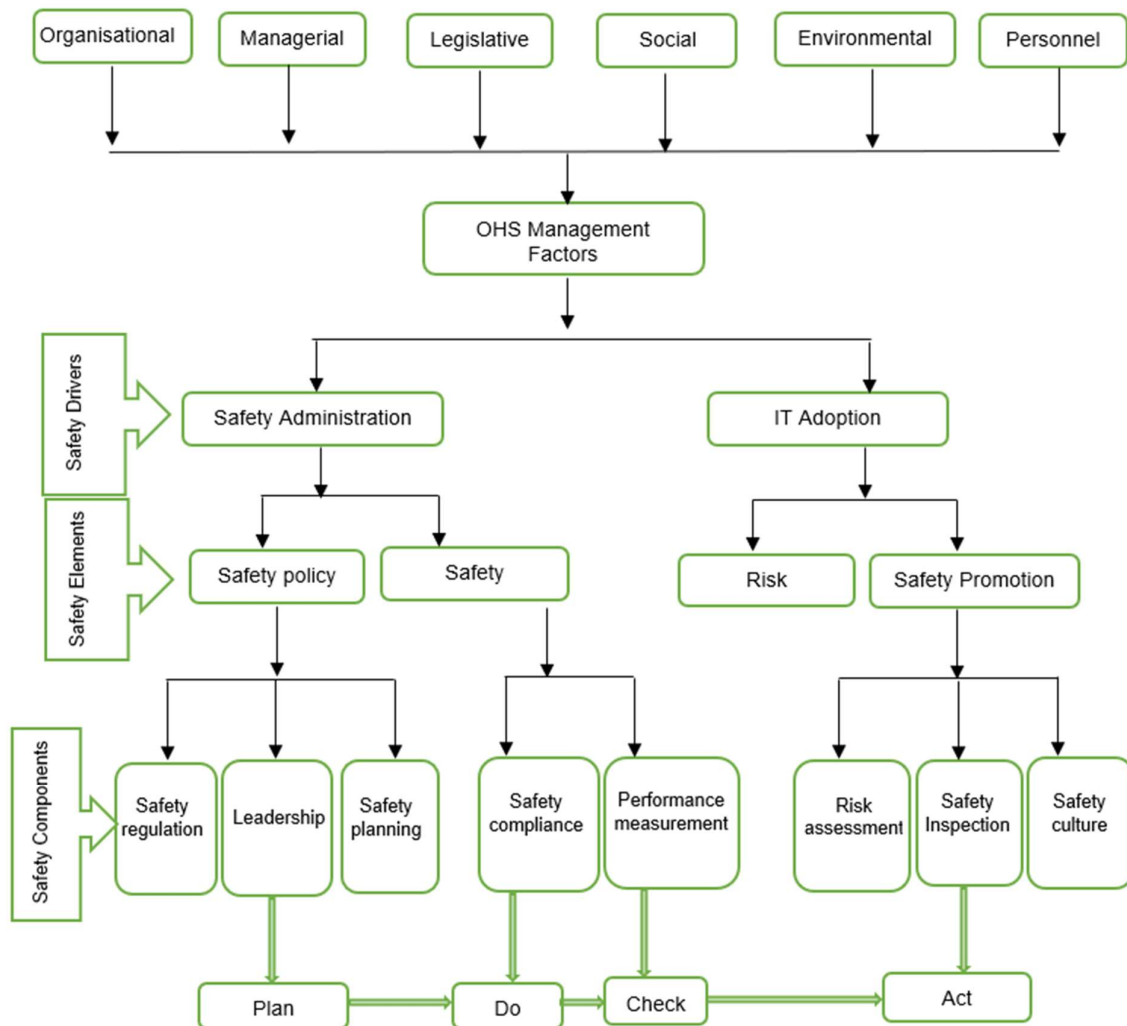 Organisational
Managerial
Legislative
Social
Environmental
Personnel
OHS Management
Factors
Safety Drivers
Safety Administration
IT Adoption
Safety Elements
Safety policy
Safety
Risk
Safety Promotion
Safety Components
Safety
regulation
Leadership
Safety
planning
Safety
compliance
Performance
measurement
Risk
assessment
Safety
Inspection
Safety
culture
Plan
Do
Check
Act